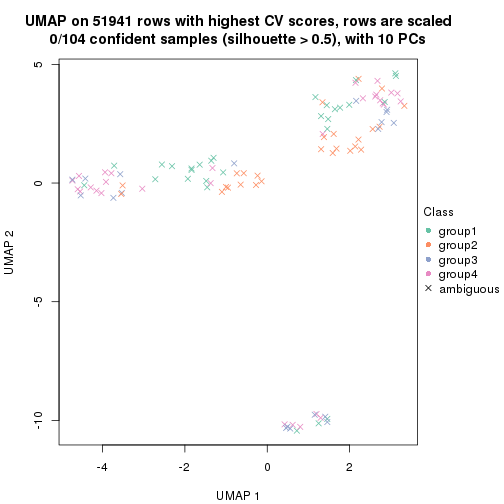 UMAP on 51941 rows with highest CV scores, rows are scaled
0/104 confident samples (silhouette > 0.5), with 10 PCs
5
0
-5
-10
UMAP 2
-4
-2
0
2
UMAP 1
Class
group1
group2
group3
group4
ambiguous